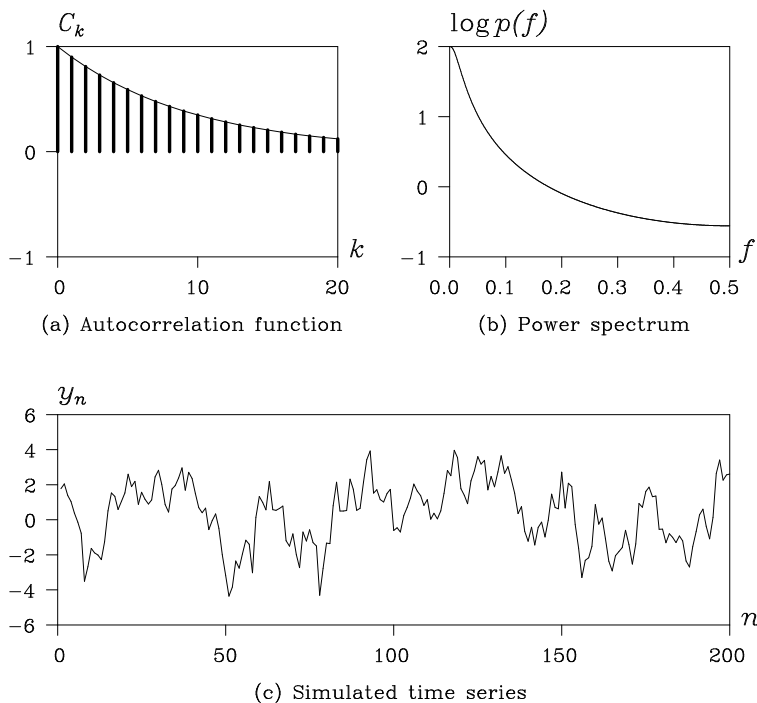 C_k
1
0
−1
0 10 20
k
(a) Autocorrelation function
log p(f)
2
1
0
−1
0.0 0.1 0.2 0.3 0.4 0.5
f
(b) Power spectrum
y_n
6
4
2
0
−2
−4
−6
0 50 100 150 200
n
(c) Simulated time series